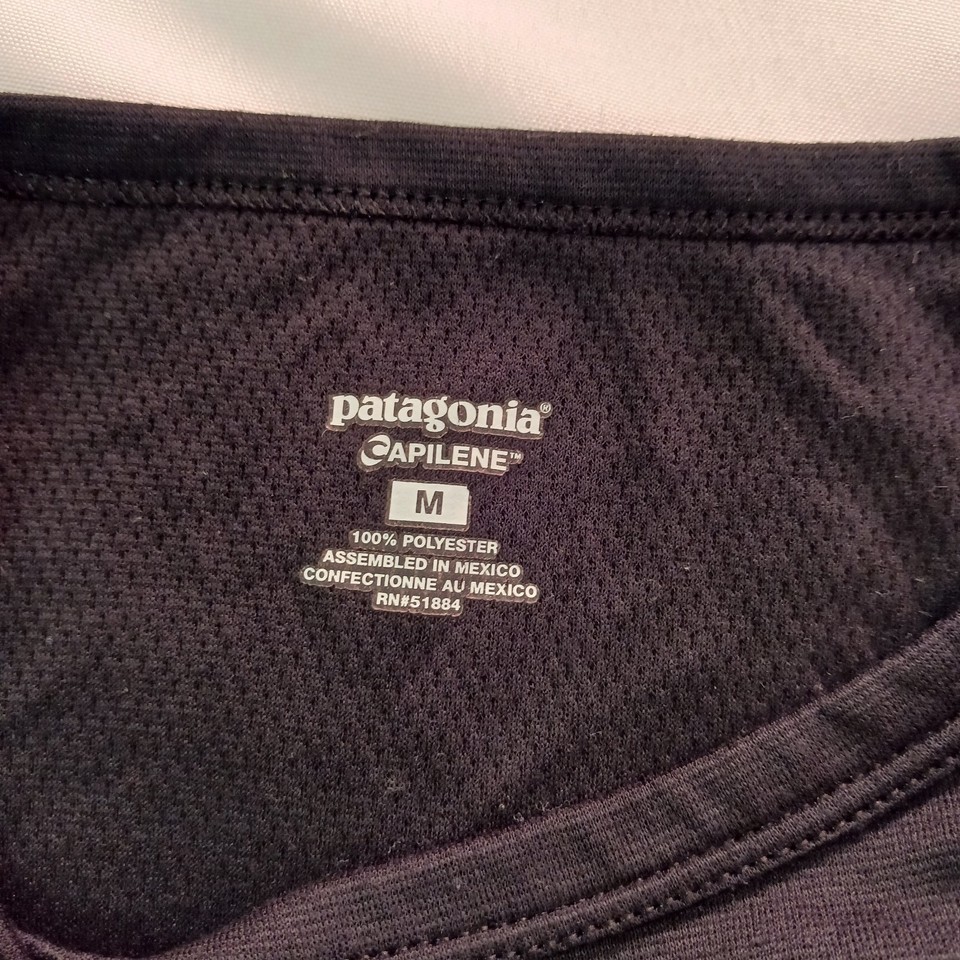 patagonia®
CAPILENE™
M
100% POLYESTER
ASSEMBLED IN MEXICO
CONFECTIONNE AU MEXICO
RN#51884